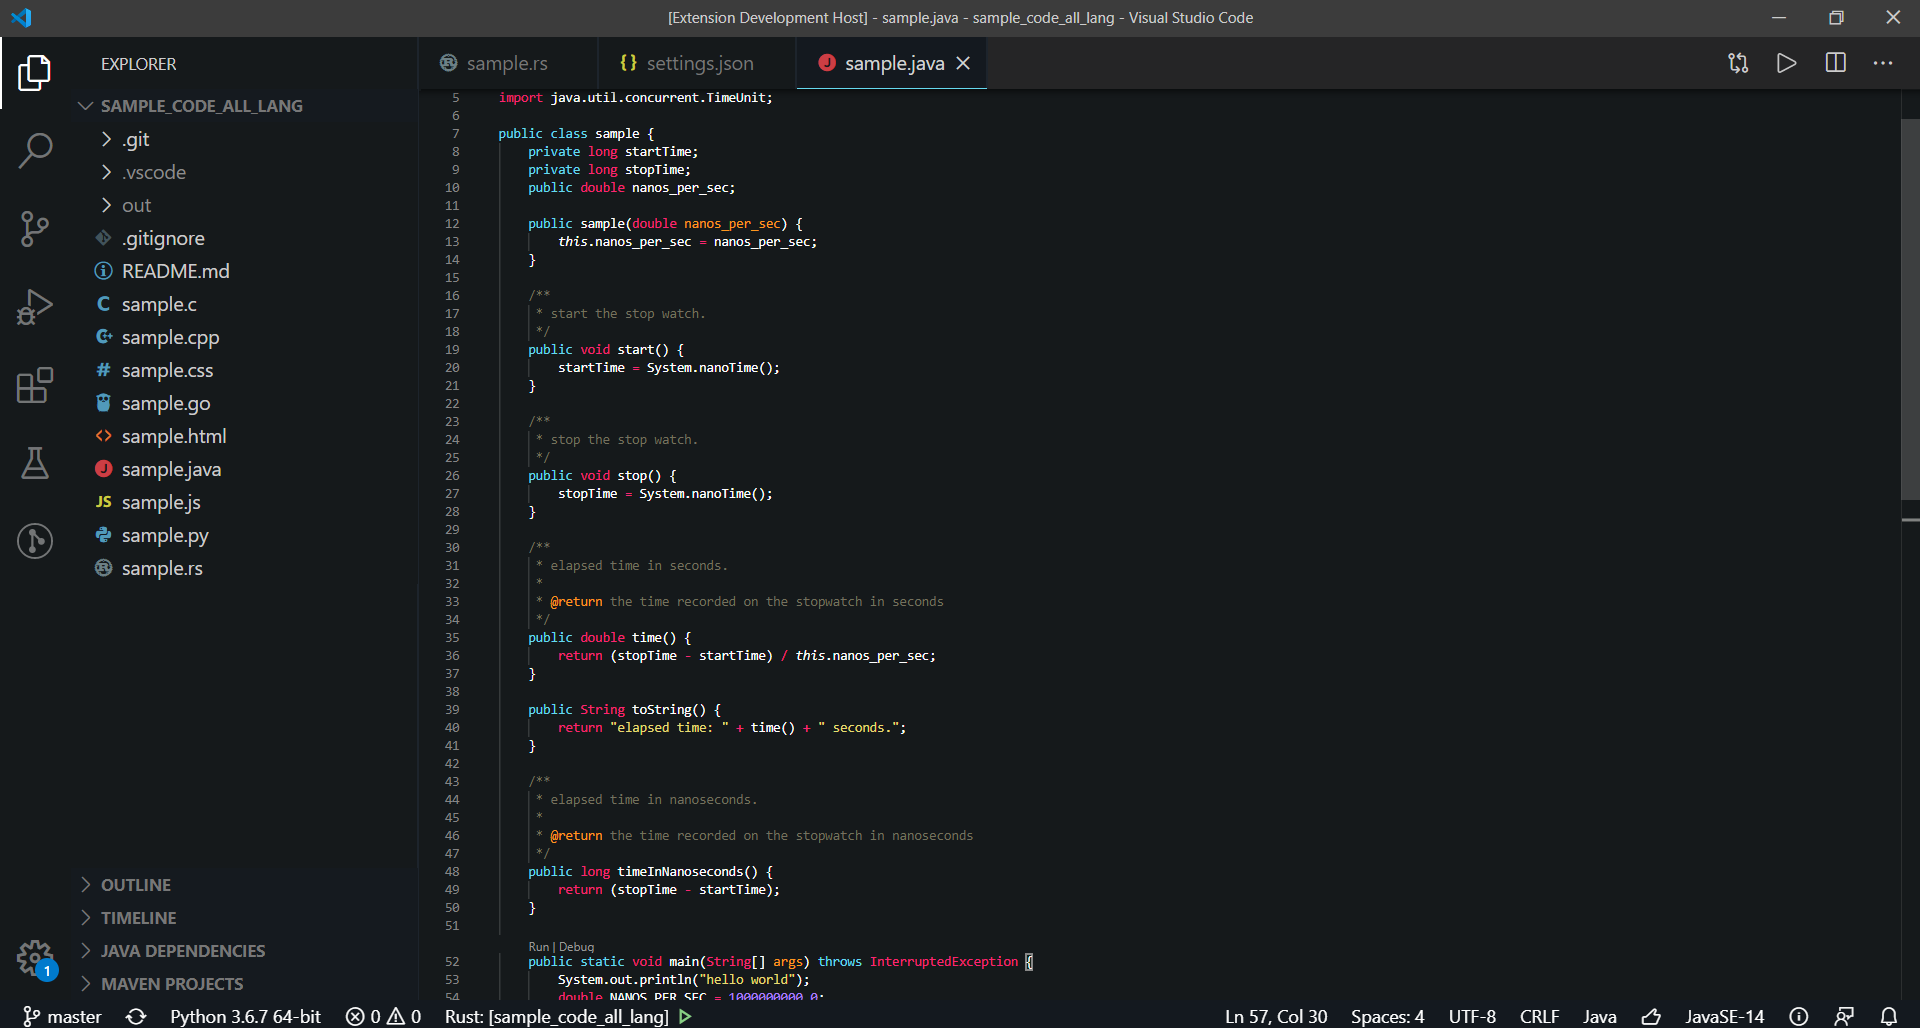 [Extension Development Host] - sample.java - sample_code_all_lang - Visual Studio Code
EXPLORER
SAMPLE_CODE_ALL_LANG
.git
.vscode
out
.gitignore
README.md
C sample.c
sample.cpp
# sample.css
sample.go
<> sample.html
J sample.java
JS sample.js
sample.py
sample.rs
OUTLINE
TIMELINE
JAVA DEPENDENCIES
MAVEN PROJECTS
1
sample.rs {} settings.json J sample.java
5 import java.util.concurrent.TimeUnit;
6
7 public class sample {
8     private long startTime;
9     private long stopTime;
10     public double nanos_per_sec;
11
12     public sample(double nanos_per_sec) {
13         this.nanos_per_sec = nanos_per_sec;
14     }
15
16     /**
17      * start the stop watch.
18      */
19     public void start() {
20         startTime = System.nanoTime();
21     }
22
23     /**
24      * stop the stop watch.
25      */
26     public void stop() {
27         stopTime = System.nanoTime();
28     }
29
30     /**
31      * elapsed time in seconds.
32      *
33      * @return the time recorded on the stopwatch in seconds
34      */
35     public double time() {
36         return (stopTime - startTime) / this.nanos_per_sec;
37     }
38
39     public String toString() {
40         return "elapsed time: " + time() + " seconds.";
41     }
42
43     /**
44      * elapsed time in nanoseconds.
45      *
46      * @return the time recorded on the stopwatch in nanoseconds
47      */
48     public long timeInNanoseconds() {
49         return (stopTime - startTime);
50     }
51
Run | Debug
52     public static void main(String[] args) throws InterruptedException {
53         System.out.println("hello world");
54         double NANOS_PER_SEC = 1000000000.0;
master Python 3.6.7 64-bit 0 0 Rust: [sample_code_all_lang] Ln 57, Col 30 Spaces: 4 UTF-8 CRLF Java JavaSE-14